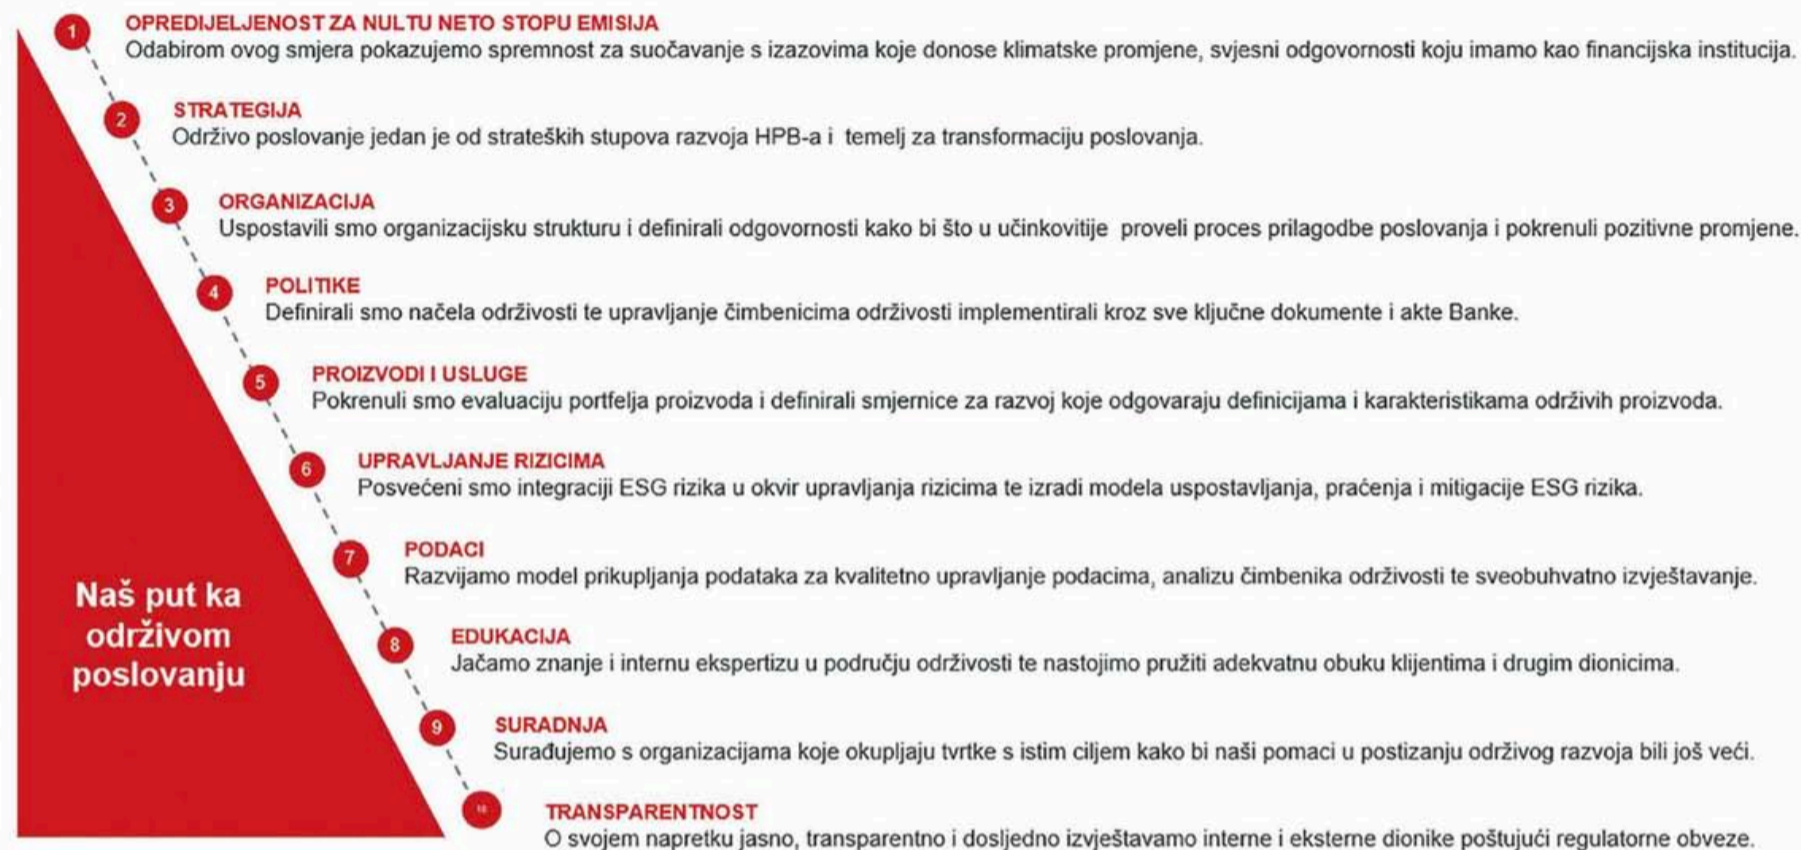 1
OPREDIJELJENOST ZA NULTU NETO STOPU EMISIJA
Odabirom ovog smjera pokazujemo spremnost za suočavanje s izazovima koje donose klimatske promjene, svjesni odgovornosti koju imamo kao financijska institucija.
2
STRATEGIJA
Održivo poslovanje jedan je od strateških stupova razvoja HPB-a i temelj za transformaciju poslovanja.
3
ORGANIZACIJA
Uspostavili smo organizacijsku strukturu i definirali odgovornosti kako bi što u učinkovitije proveli proces prilagodbe poslovanja i pokrenuli pozitivne promjene.
4
POLITIKE
Definirali smo načela održivosti te upravljanje čimbenicima održivosti implementirali kroz sve ključne dokumente i akte Banke.
5
PROIZVODI I USLUGE
Pokrenuli smo evaluaciju portfelja proizvoda i definirali smjernice za razvoj koje odgovaraju definicijama i karakteristikama održivih proizvoda.
6
UPRAVLJANJE RIZICIMA
Posvećeni smo integraciji ESG rizika u okvir upravljanja rizicima te izradi modela uspostavljanja, praćenja i mitigacije ESG rizika.
7
PODACI
Razvijamo model prikupljanja podataka za kvalitetno upravljanje podacima, analizu čimbenika održivosti te sveobuhvatno izvještavanje.
8
EDUKACIJA
Jačamo znanje i internu ekspertizu u području održivosti te nastojimo pružiti adekvatnu obuku klijentima i drugim dionicima.
9
SURADNJA
Surađujemo s organizacijama koje okupljaju tvrtke s istim ciljem kako bi naši pomaci u postizanju održivog razvoja bili još veći.
10
TRANSPARENTNOST
O svojem napretku jasno, transparentno i dosljedno izvještavamo interne i eksterne dionike poštujući regulatorne obveze.
Naš put ka
održivom
poslovanju